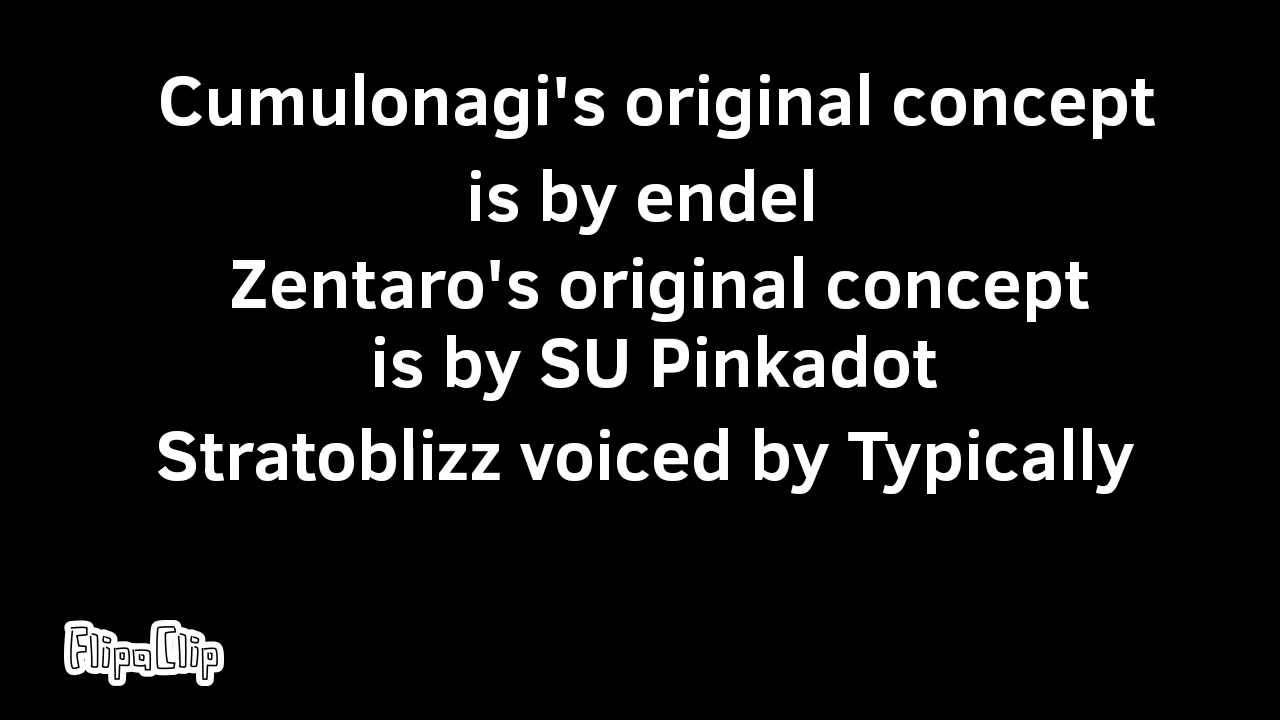 Cumulonagi's original concept
is by endel
Zentaro's original concept
is by SU Pinkadot
Stratoblizz voiced by Typically
FlipaClip